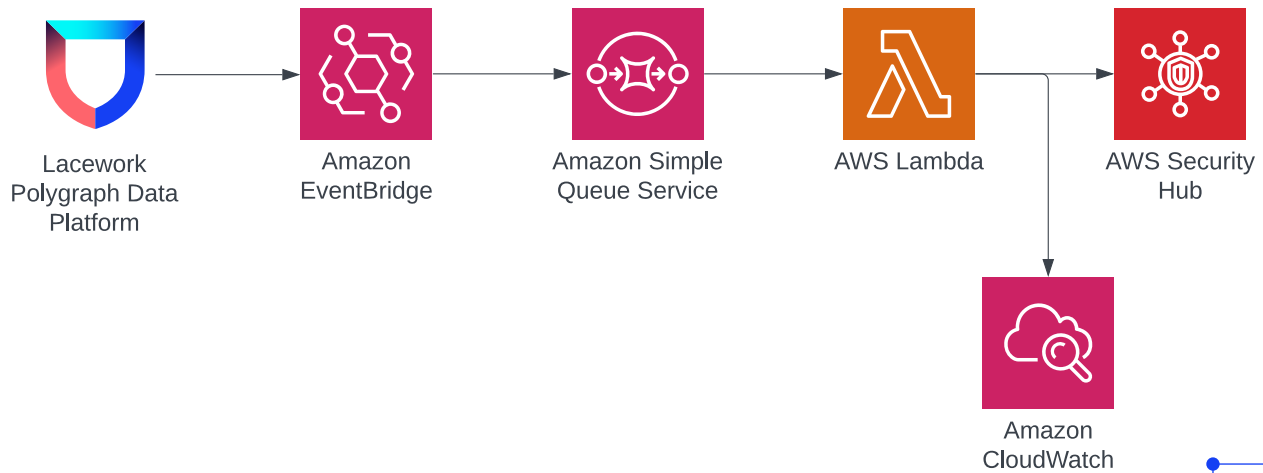 Lacework
Polygraph Data
Platform
Amazon
EventBridge
Amazon Simple
Queue Service
AWS Lambda
AWS Security
Hub
Amazon
CloudWatch